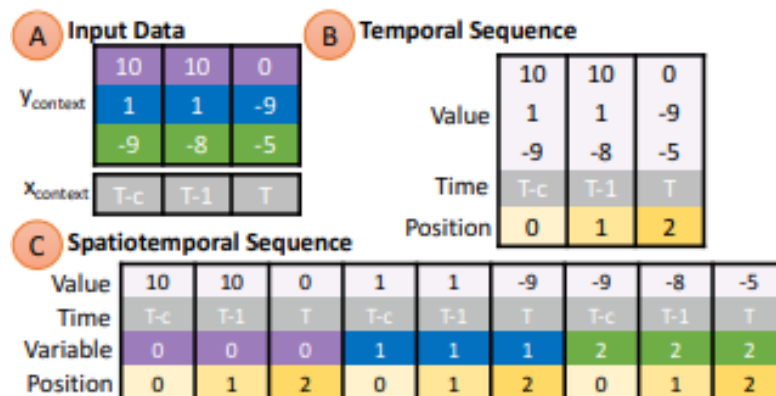 A Input Data
y_context
10 10 0
1 1 -9
-9 -8 -5
x_context T-c T-1 T
B Temporal Sequence
Value
10 10 0
1 1 -9
-9 -8 -5
Time T-c T-1 T
Position 0 1 2
C Spatiotemporal Sequence
Value 10 10 0 1 1 -9 -9 -8 -5
Time T-c T-1 T T-c T-1 T T-c T-1 T
Variable 0 0 0 1 1 1 2 2 2
Position 0 1 2 0 1 2 0 1 2